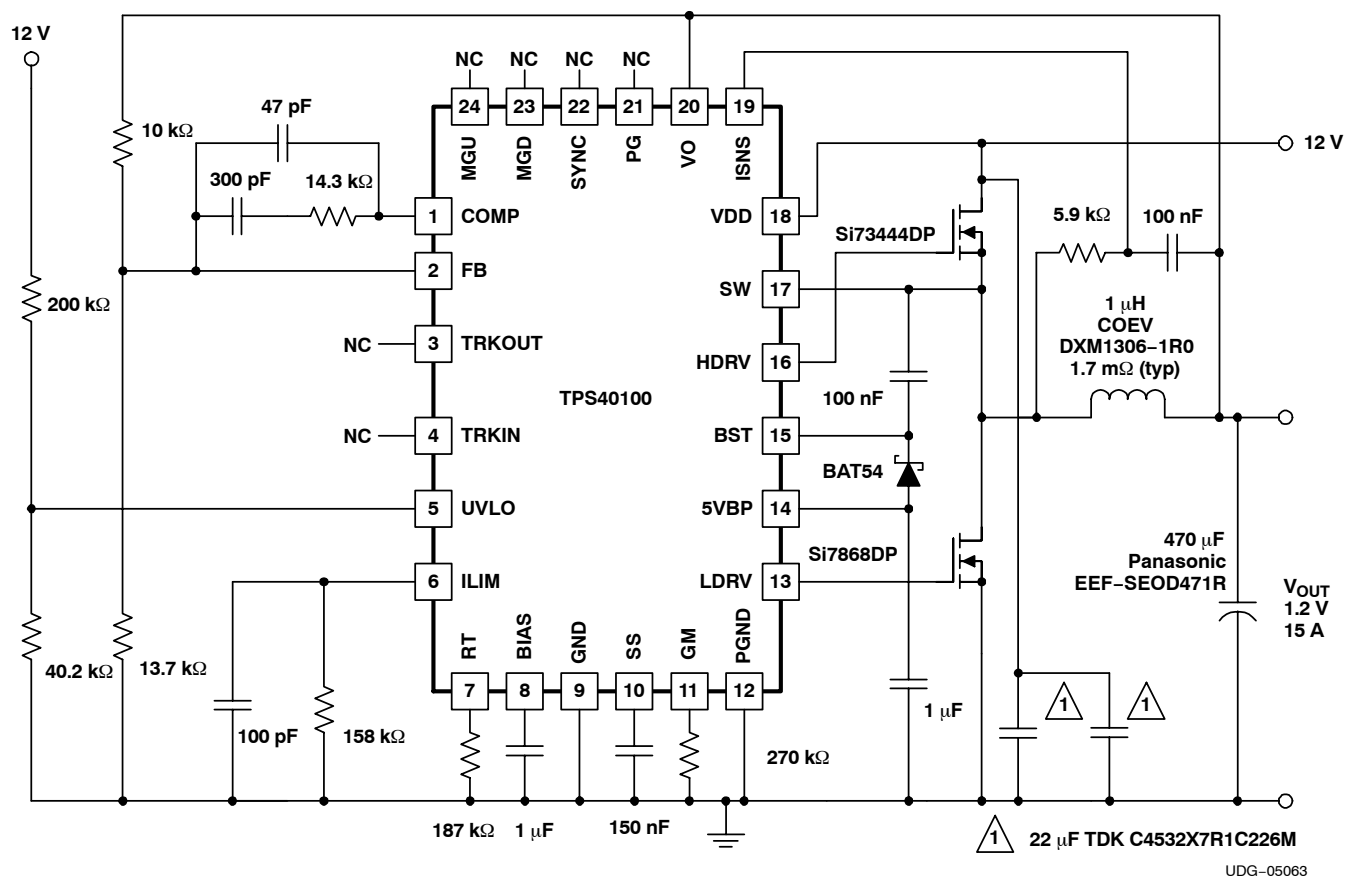 12 V
NC
NC
NC
NC
24
23
22
21
20
19
MGU
MGD
SYNC
PG
VO
ISNS
47 pF
10 kΩ
300 pF
14.3 kΩ
1
COMP
VDD
18
12 V
Si73444DP
5.9 kΩ
100 nF
2
FB
SW
17
200 kΩ
1 μH
COEV
DXM1306−1R0
1.7 mΩ (typ)
NC
3
TRKOUT
HDRV
16
TPS40100
100 nF
NC
4
TRKIN
BST
15
BAT54
5
UVLO
5VBP
14
Si7868DP
470 μF
Panasonic
EEF−SEOD471R
6
ILIM
LDRV
13
VOUT
1.2 V
15 A
RT
BIAS
GND
SS
GM
PGND
40.2 kΩ
13.7 kΩ
7
8
9
10
11
12
100 pF
158 kΩ
1 μF
1
1
270 kΩ
187 kΩ
1 μF
150 nF
1
22 μF TDK C4532X7R1C226M
UDG−05063